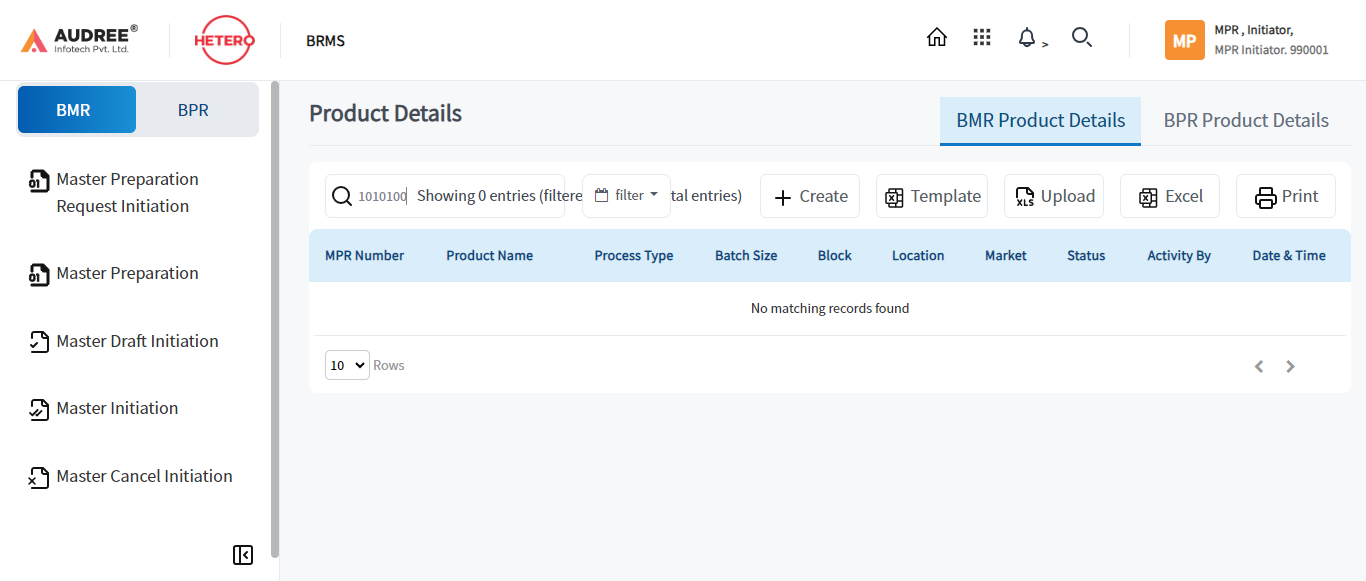 AUDREE®
Infotech Pvt. Ltd.
HETERO
BRMS
>
MP
MPR , Initiator,
MPR Initiator. 990001
BMR
BPR
Master Preparation
Request Initiation
Master Preparation
Master Draft Initiation
Master Initiation
Master Cancel Initiation
Product Details
BMR Product Details
BPR Product Details
1010100
Showing 0 entries (filtere
filter
tal entries)
Create
Template
XLS
Upload
Excel
Print
MPR Number Product Name Process Type Batch Size Block Location Market Status Activity By Date & Time
No matching records found
10 Rows